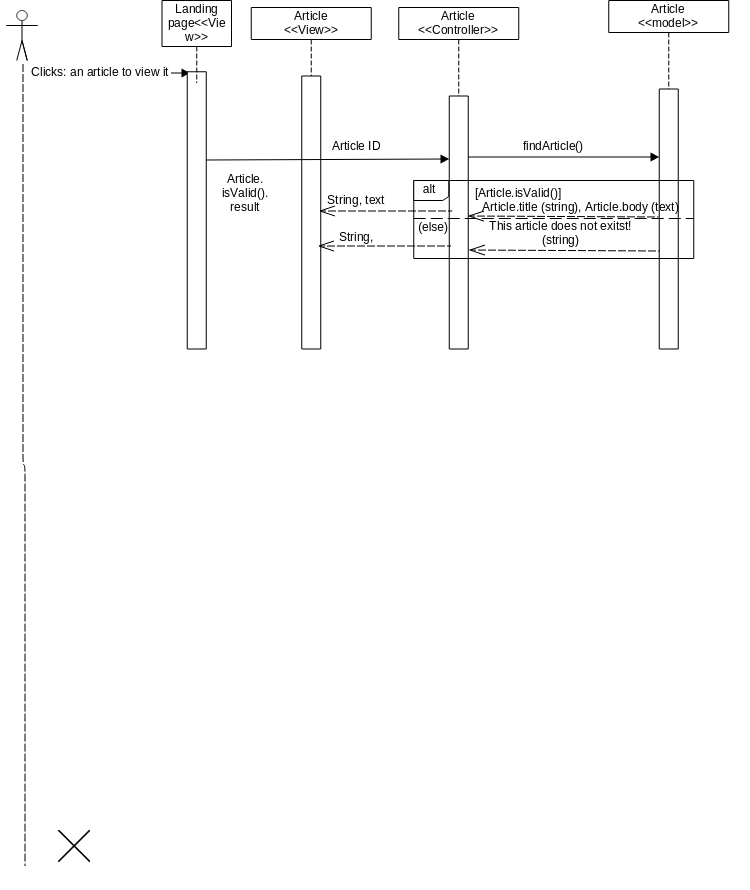 Landing
page<<Vie
w>>
Article
<<View>>
Article
<<Controller>>
Article
<<model>>
Clicks: an article to view it
Article ID
findArticle()
Article.
isValid().
result
alt
[Article.isValid()]
String, text
Article.title (string), Article.body (text)
(else)
This article does not exitst!
(string)
String,